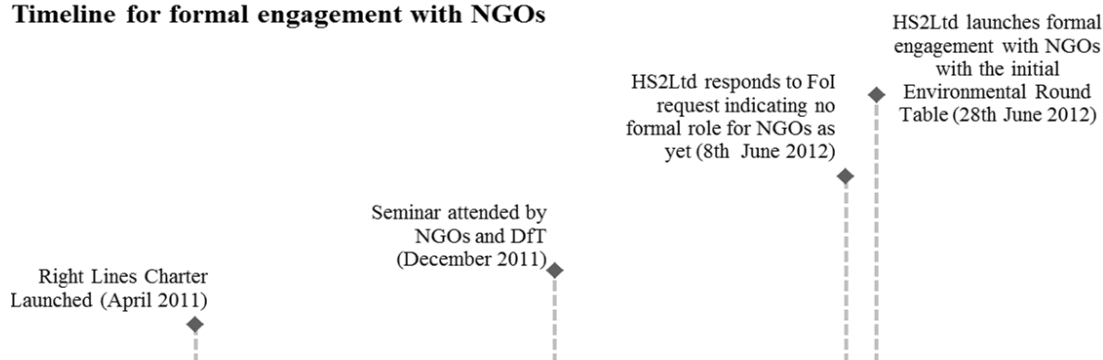 Timeline for formal engagement with NGOs
HS2Ltd launches formal
engagement with NGOs
with the initial
Environmental Round
Table (28th June 2012)
HS2Ltd responds to FoI
request indicating no
formal role for NGOs as
yet (8th June 2012)
Seminar attended by
NGOs and DfT
(December 2011)
Right Lines Charter
Launched (April 2011)